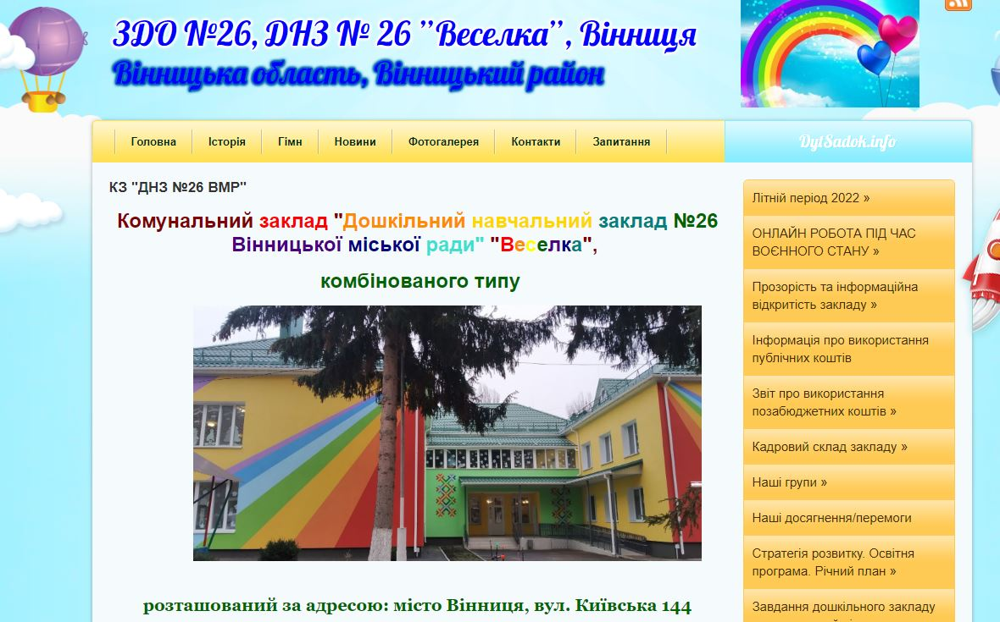 ЗДО №26, ДНЗ № 26 ”Веселка”, Вінниця
Вінницька область, Вінницький район
Головна Історія Гімн Новини Фотогалерея Контакти Запитання
DytSadok.info
КЗ "ДНЗ №26 ВМР"
Комунальний заклад "Дошкільний навчальний заклад №26
Вінницької міської ради" "Веселка",
комбінованого типу
розташований за адресою: місто Вінниця, вул. Київська 144
Літній період 2022 »
ОНЛАЙН РОБОТА ПІД ЧАС
ВОЄННОГО СТАНУ »
Прозорість та інформаційна
відкритість закладу »
Інформація про використання
публічних коштів
Звіт про використання
позабюджетних коштів »
Кадровий склад закладу »
Наші групи »
Наші досягнення/перемоги
Стратегія розвитку. Освітня
програма. Річний план »
Завдання дошкільного закладу